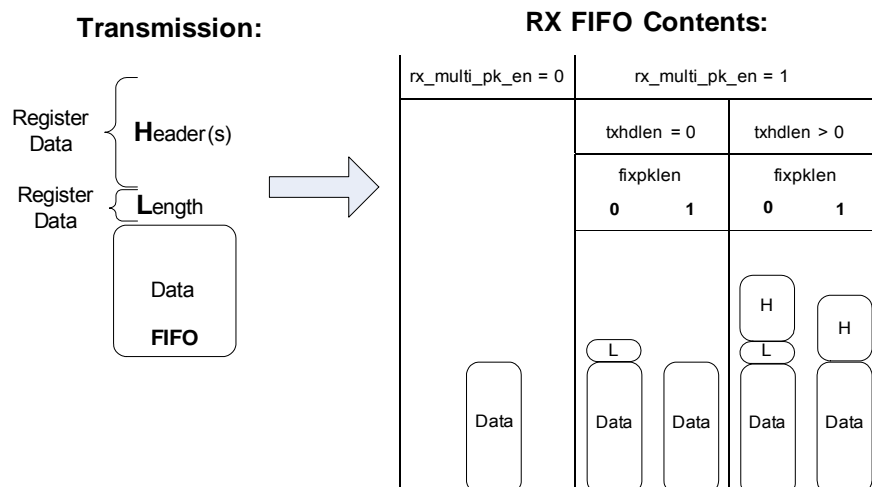 Transmission:
RX FIFO Contents:
rx_multi_pk_en = 0
rx_multi_pk_en = 1
Register
Data
Header(s)
txhdlen = 0
txhdlen > 0
Register
Data
Length
fixpklen
fixpklen
0 1
0 1
Data
FIFO
H
H
L
L
Data
Data
Data
Data
Data